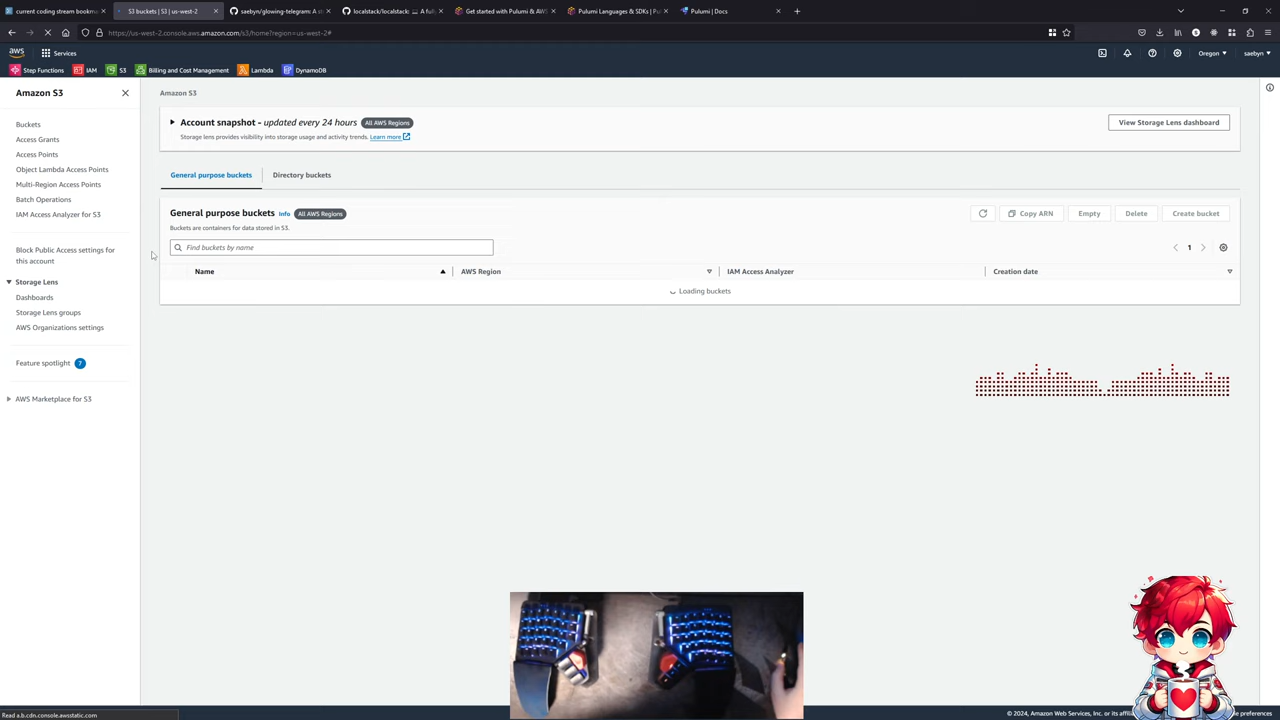 current coding stream bookm
S3 buckets | S3 | us-west-2
saebyn/glowing-telegram: A st
localstack/localstack: A full
Get started with Pulumi & AW
Pulumi Languages & SDKs | Pul
Pulumi | Docs
https://us-west-2.console.aws.amazon.com/s3/home?region=us-west-2#
aws
Services
Oregon
saebyn
Step Functions
IAM
S3
Billing and Cost Management
Lambda
DynamoDB
Amazon S3
Buckets
Access Grants
Access Points
Object Lambda Access Points
Multi-Region Access Points
Batch Operations
IAM Access Analyzer for S3
Block Public Access settings for
this account
Storage Lens
Dashboards
Storage Lens groups
AWS Organizations settings
Feature spotlight 7
AWS Marketplace for S3
Amazon S3
Account snapshot - updated every 24 hours All AWS Regions
Storage lens provides visibility into storage usage and activity trends. Learn more
View Storage Lens dashboard
General purpose buckets
Directory buckets
General purpose buckets Info All AWS Regions
Buckets are containers for data stored in S3.
Copy ARN
Empty
Delete
Create bucket
Find buckets by name
1
Name
AWS Region
IAM Access Analyzer
Creation date
Loading buckets
Read a.b.cdn.console.awsstatic.com
© 2024, Amazon Web Services, Inc. or its affili
preferences